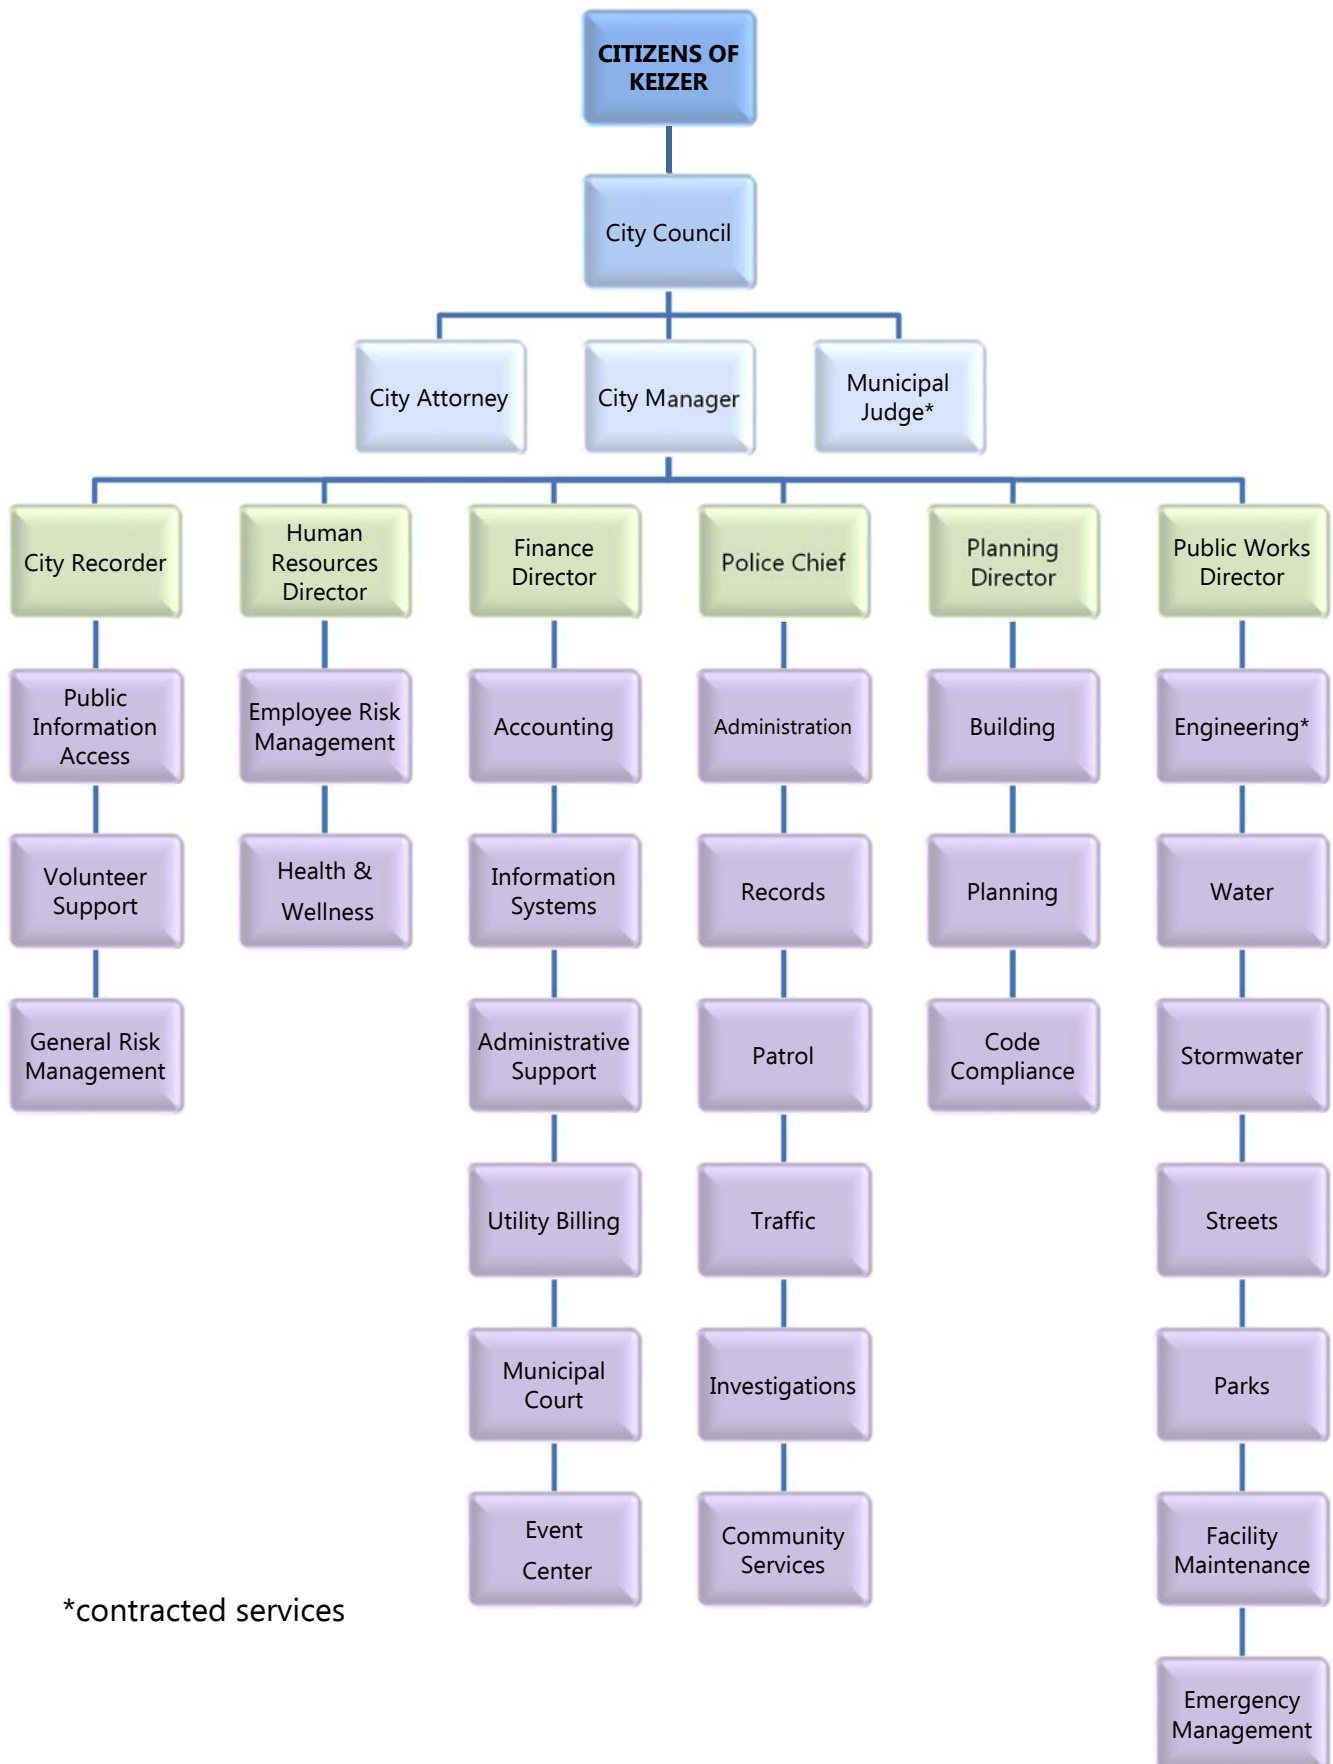 CITIZENS OF
KEIZER
City Council
City Attorney
City Manager
Municipal
Judge*
City Recorder
Human
Resources
Director
Finance
Director
Police Chief
Planning
Director
Public Works
Director
Public
Information
Access
Employee Risk
Management
Accounting
Administration
Building
Engineering*
Volunteer
Support
Health &
Wellness
Information
Systems
Records
Planning
Water
General Risk
Management
Administrative
Support
Patrol
Code
Compliance
Stormwater
Utility Billing
Traffic
Streets
Municipal
Court
Investigations
Parks
Event
Center
Community
Services
Facility
Maintenance
*contracted services
Emergency
Management